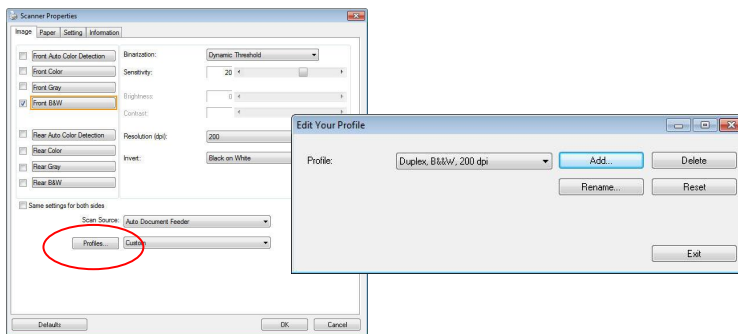 Scanner Properties
Image Paper Setting Information
Front Auto Color Detection
Front Color
Front Gray
Front B&W
Rear Auto Color Detection
Rear Color
Rear Gray
Rear B&W
Binarization: Dynamic Threshold
Sensitivity: 20
Brightness: 0
Contrast:
Resolution (dpi): 200
Invert: Black on White
Same settings for both sides
Scan Source: Auto Document Feeder
Profiles... Custom
Defaults OK Cancel
Edit Your Profile
Profile: Duplex, B&&W, 200 dpi Add... Delete
Rename... Reset
Exit